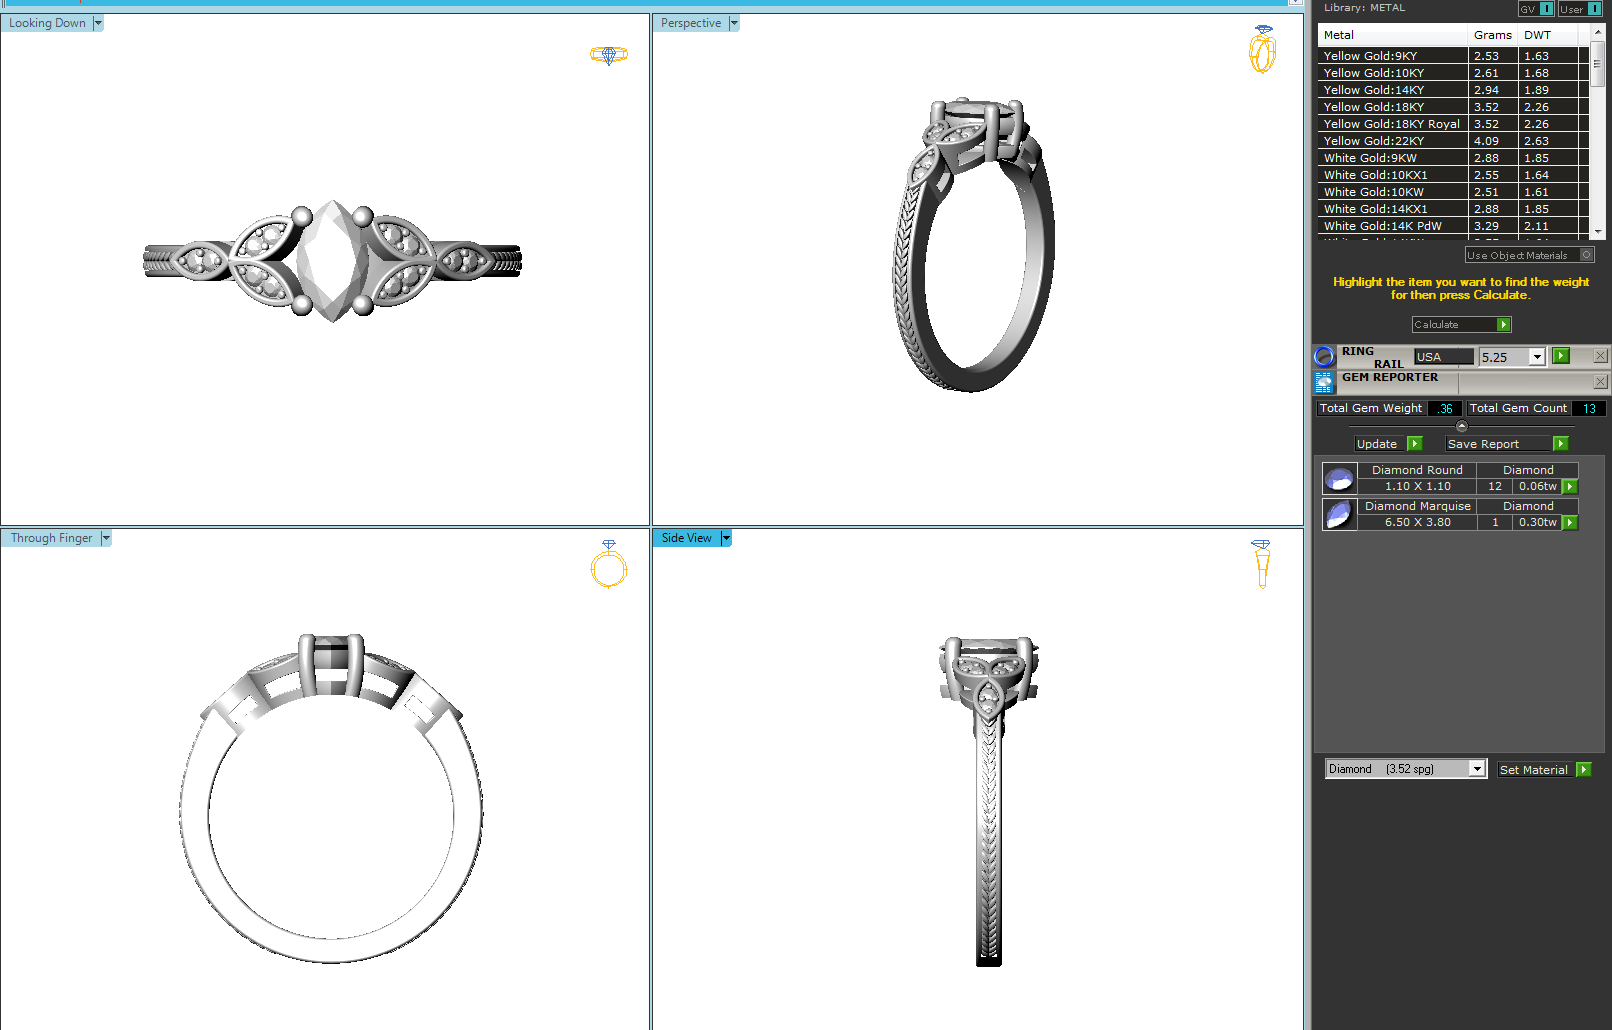 Looking Down
Perspective
Through Finger
Side View
Library: METAL GV I User I
Metal Grams DWT
Yellow Gold:9KY 2.53 1.63
Yellow Gold:10KY 2.61 1.68
Yellow Gold:14KY 2.94 1.89
Yellow Gold:18KY 3.52 2.26
Yellow Gold:18KY Royal 3.52 2.26
Yellow Gold:22KY 4.09 2.63
White Gold:9KW 2.88 1.85
White Gold:10KX1 2.55 1.64
White Gold:10KW 2.51 1.61
White Gold:14KX1 2.88 1.85
White Gold:14K PdW 3.29 2.11
Use Object Materials
Highlight the item you want to find the weight
for then press Calculate.
Calculate
RING RAIL USA 5.25
GEM REPORTER
Total Gem Weight .36 Total Gem Count 13
Update Save Report
Diamond Round Diamond
1.10 X 1.10 12 0.06tw
Diamond Marquise Diamond
6.50 X 3.80 1 0.30tw
Diamond (3.52 spg) Set Material